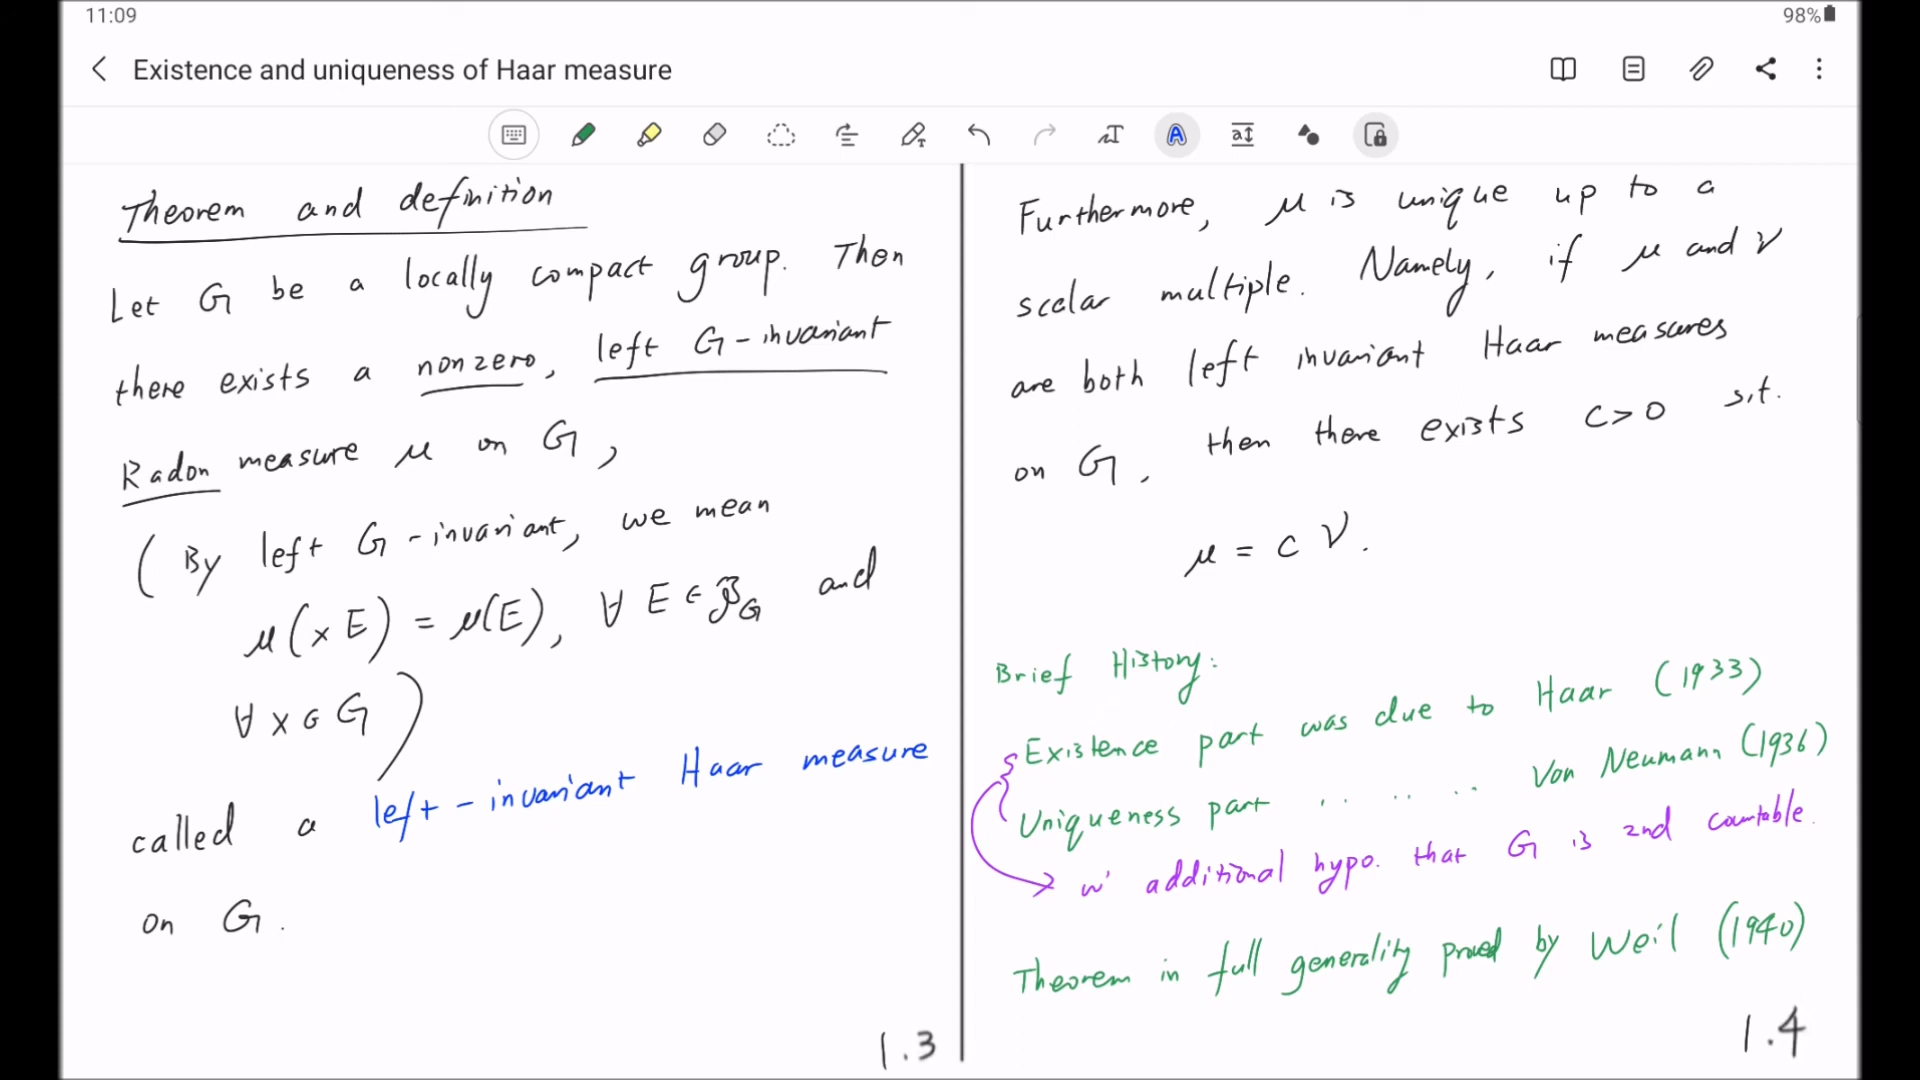 11:09
98%
Existence and uniqueness of Haar measure
Theorem and definition
Let G be a locally compact group. Then
there exists a nonzero, left G-invariant
Radon measure μ on G,
(By left G-invariant, we mean
μ(xE) = μ(E), ∀ E ∈ ℬ_G and
∀ x ∈ G)
called a left-invariant Haar measure
on G.
1.3
Furthermore, μ is unique up to a
scalar multiple. Namely, if μ and ν
are both left invariant Haar measures
on G, then there exists c > 0 s.t.
μ = c ν.
Brief History:
Existence part was due to Haar (1933)
Uniqueness part .. .. .. Von Neumann (1936)
→ w' additional hypo. that G is 2nd countable.
Theorem in full generality proved by Weil (1940)
1.4